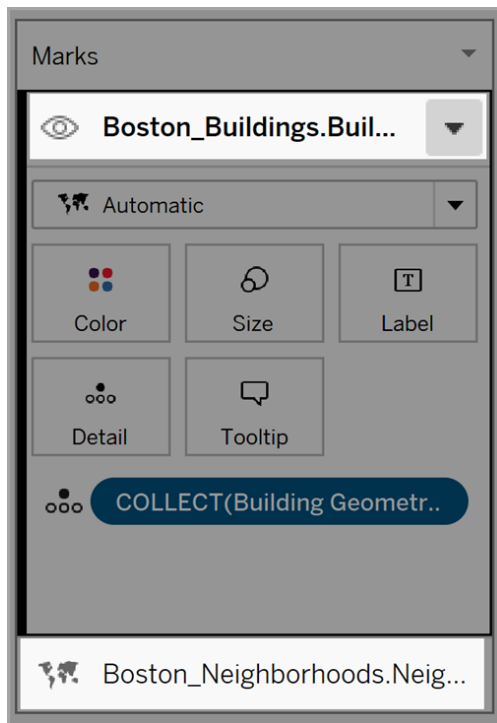 Marks
Boston_Buildings.Buil...
Automatic
Color Size Label
T
Detail Tooltip
COLLECT(Building Geometr..
Boston_Neighborhoods.Neig...